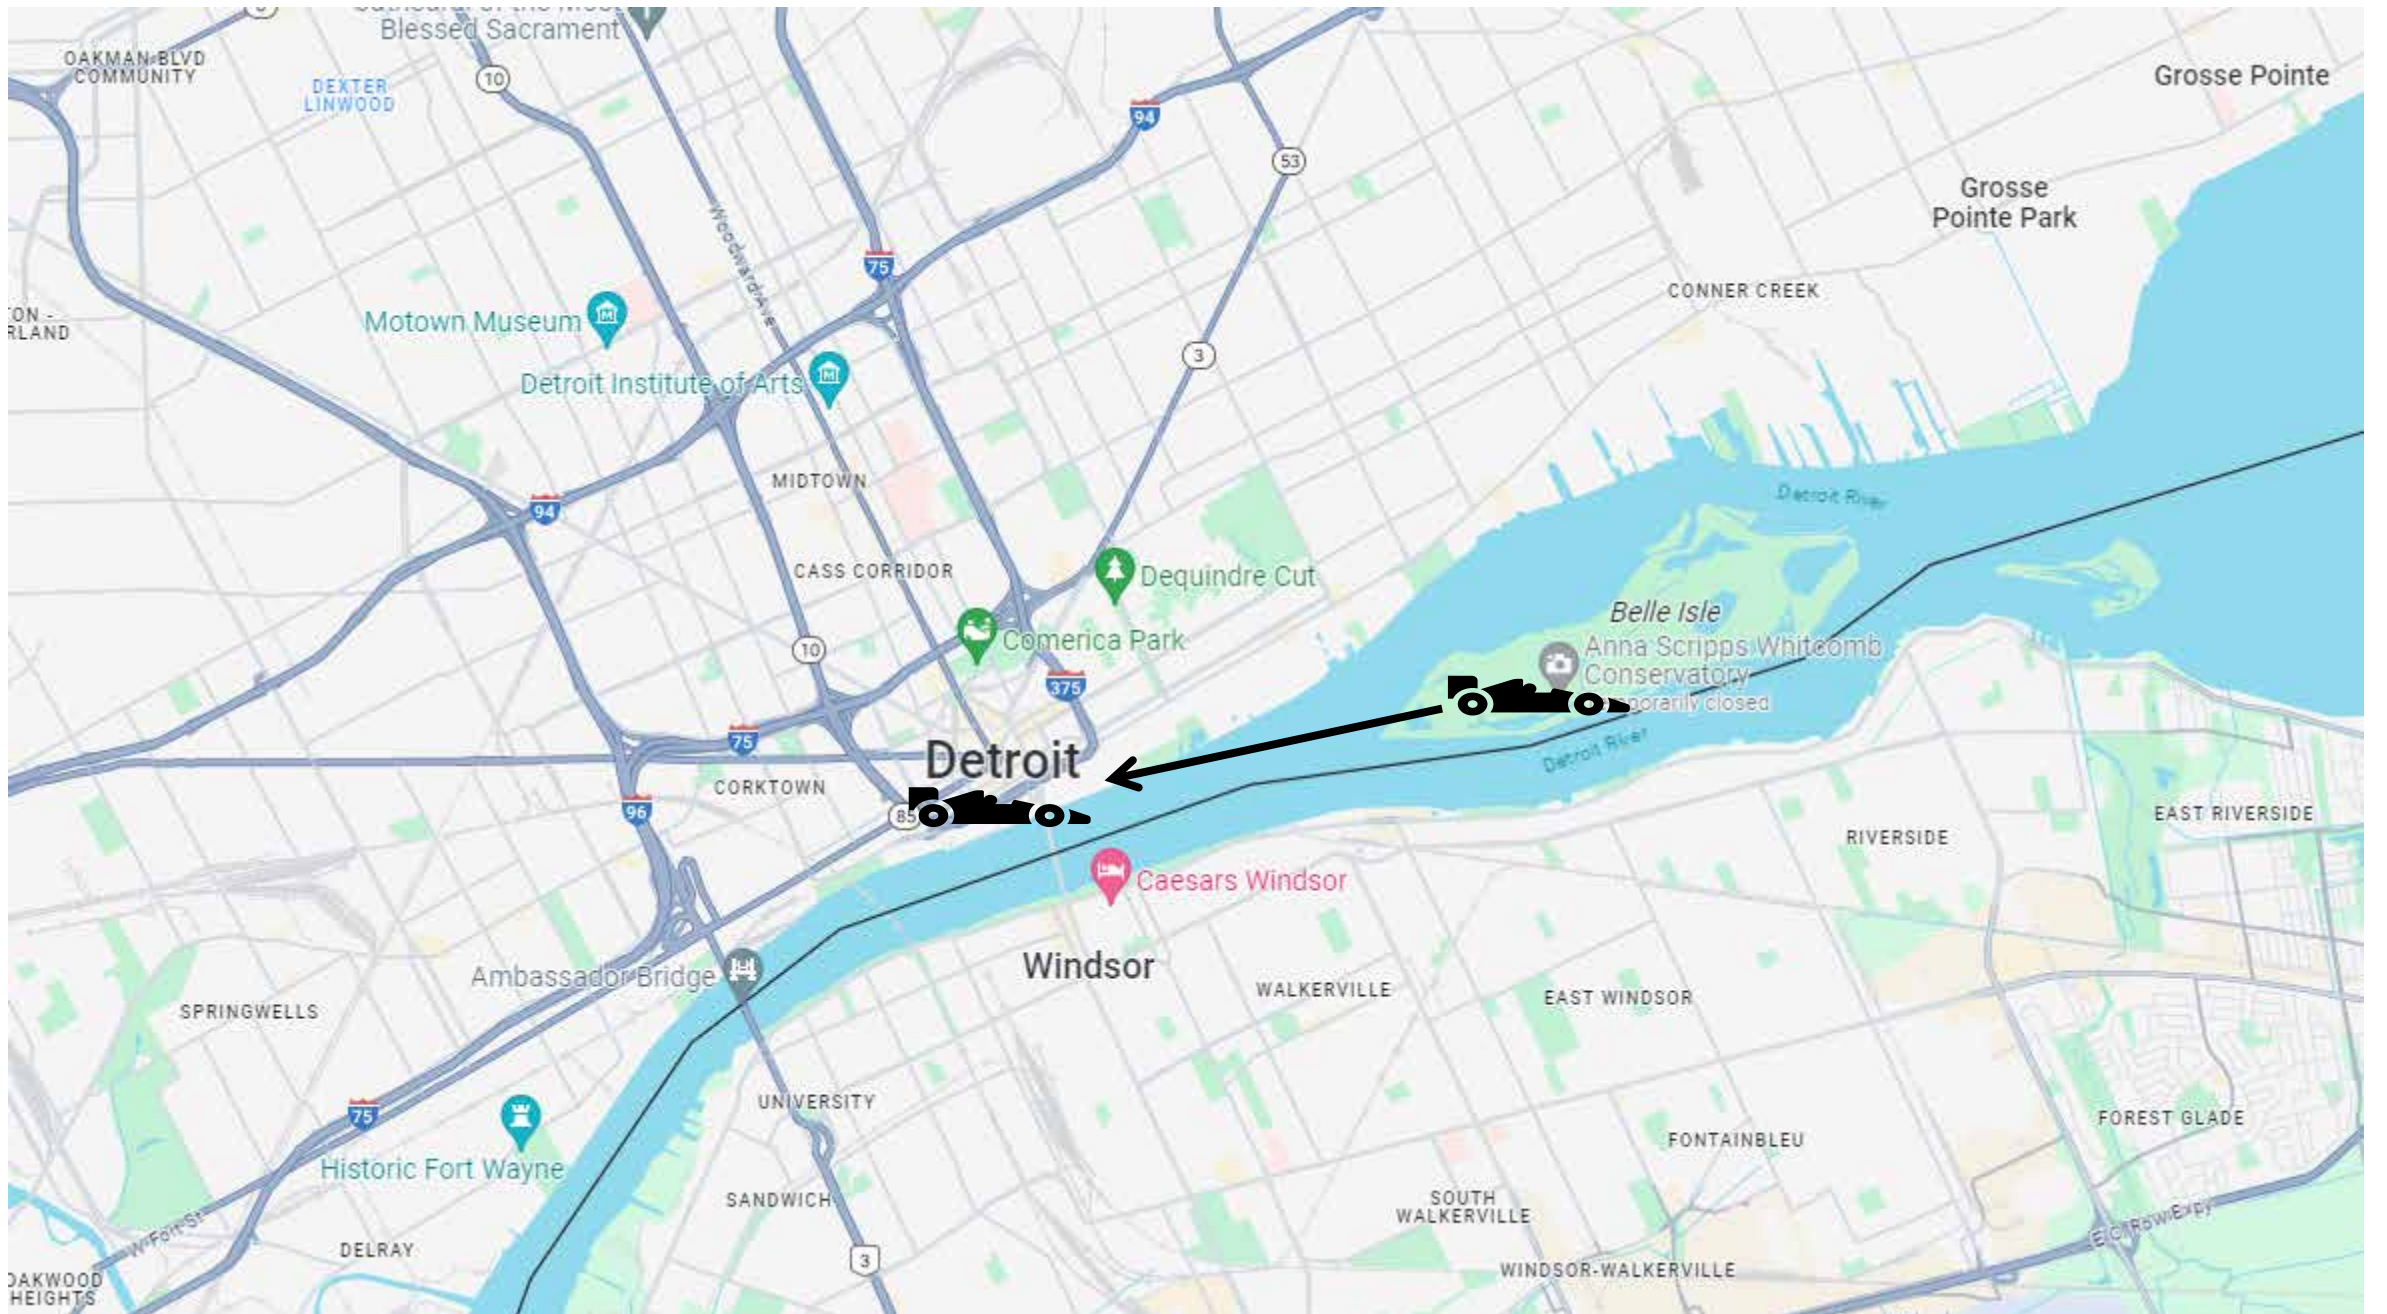 Blessed Sacrament
OAKMAN BLVD
COMMUNITY
10
DEXTER
LINWOOD
Grosse Pointe
94
53
Grosse
Pointe Park
Woodward Ave
75
CONNER CREEK
Motown Museum
3
Detroit Institute of Arts
MIDTOWN
Detroit River
94
CASS CORRIDOR
Dequindre Cut
Belle Isle
Comerica Park
10
Anna Scripps Whitcomb
Conservatory
375
75
Detroit
Detroit River
CORKTOWN
96
85
EAST RIVERSIDE
RIVERSIDE
Caesars Windsor
Windsor
Ambassador Bridge
WALKERVILLE
EAST WINDSOR
SPRINGWELLS
75
UNIVERSITY
FOREST GLADE
FONTAINBLEU
Historic Fort Wayne
SANDWICH
SOUTH
WALKERVILLE
W Fort St
EC Row Expy
DELRAY
3
WINDSOR-WALKERVILLE
OAKWOOD
HEIGHTS